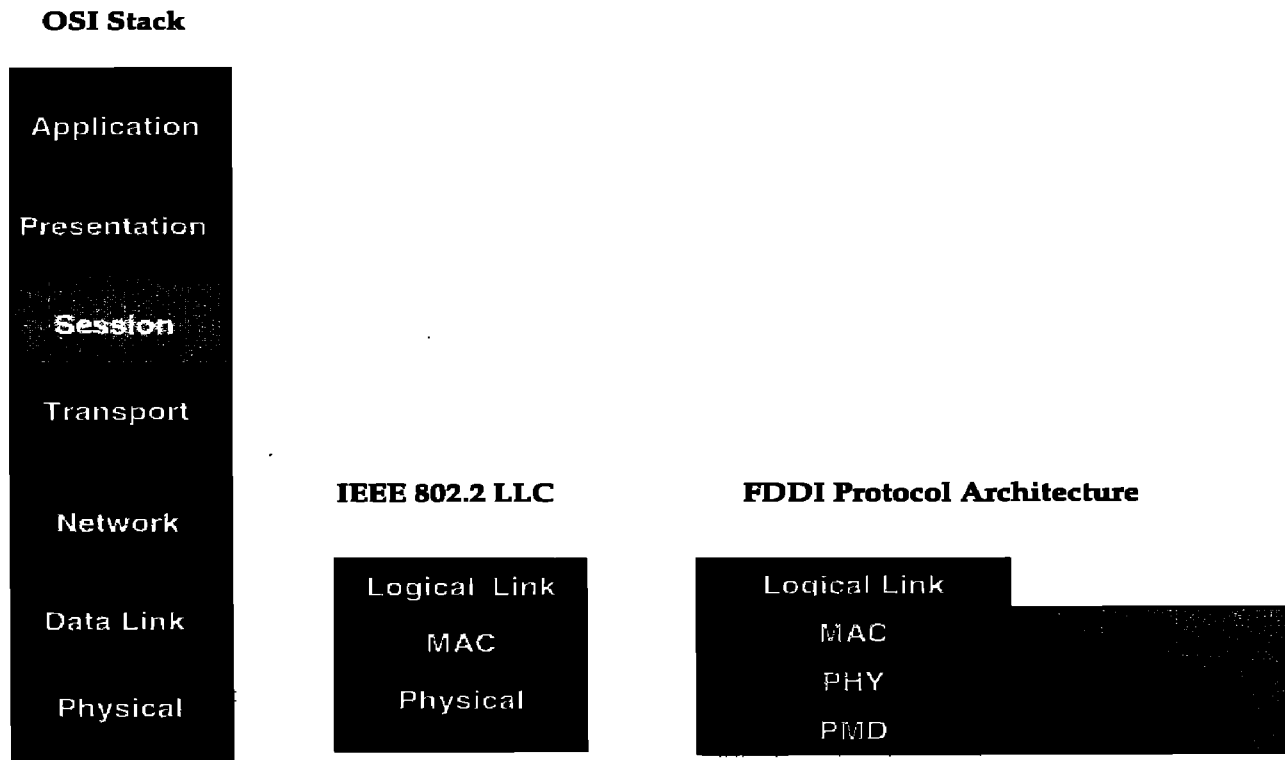 OSI Stack
Application
Presentation
Session
Transport
Network
Data Link
Physical
IEEE 802.2 LLC
Logical Link
MAC
Physical
FDDI Protocol Architecture
Logical Link
MAC
PHY
PMD